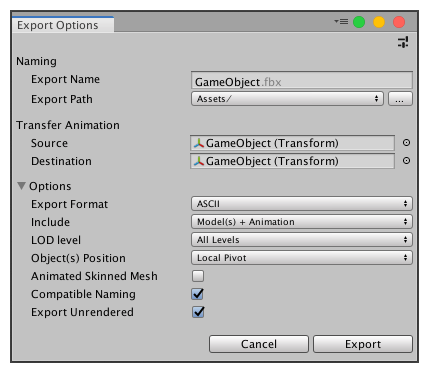 Export Options
Naming
Export Name GameObject.fbx
Export Path Assets/ ...
Transfer Animation
Source GameObject (Transform)
Destination GameObject (Transform)
Options
Export Format ASCII
Include Model(s) + Animation
LOD level All Levels
Object(s) Position Local Pivot
Animated Skinned Mesh
Compatible Naming
Export Unrendered
Cancel Export